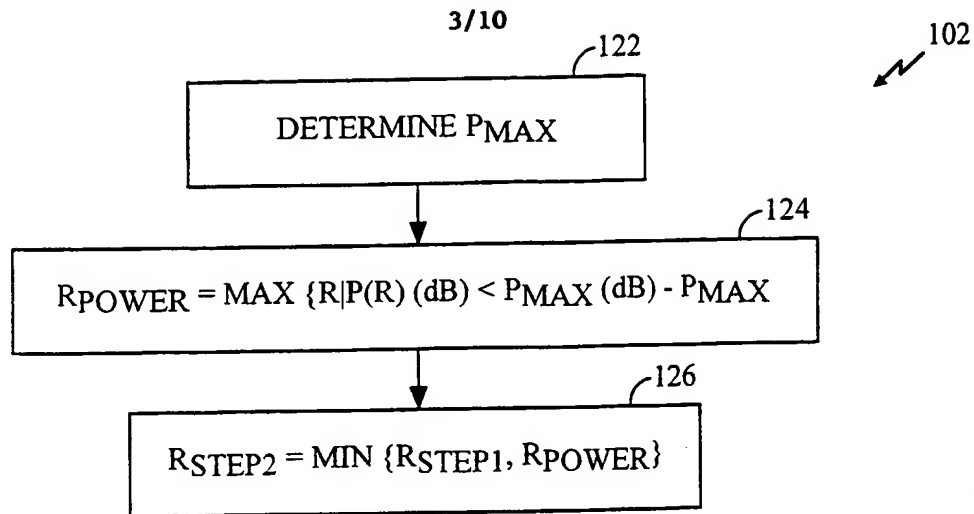 3/10
102
122
DETERMINE PMAX
124
RPOWER = MAX {R|P(R) (dB) < PMAX (dB) - PMAX
126
RSTEP2 = MIN {RSTEP1, RPOWER}